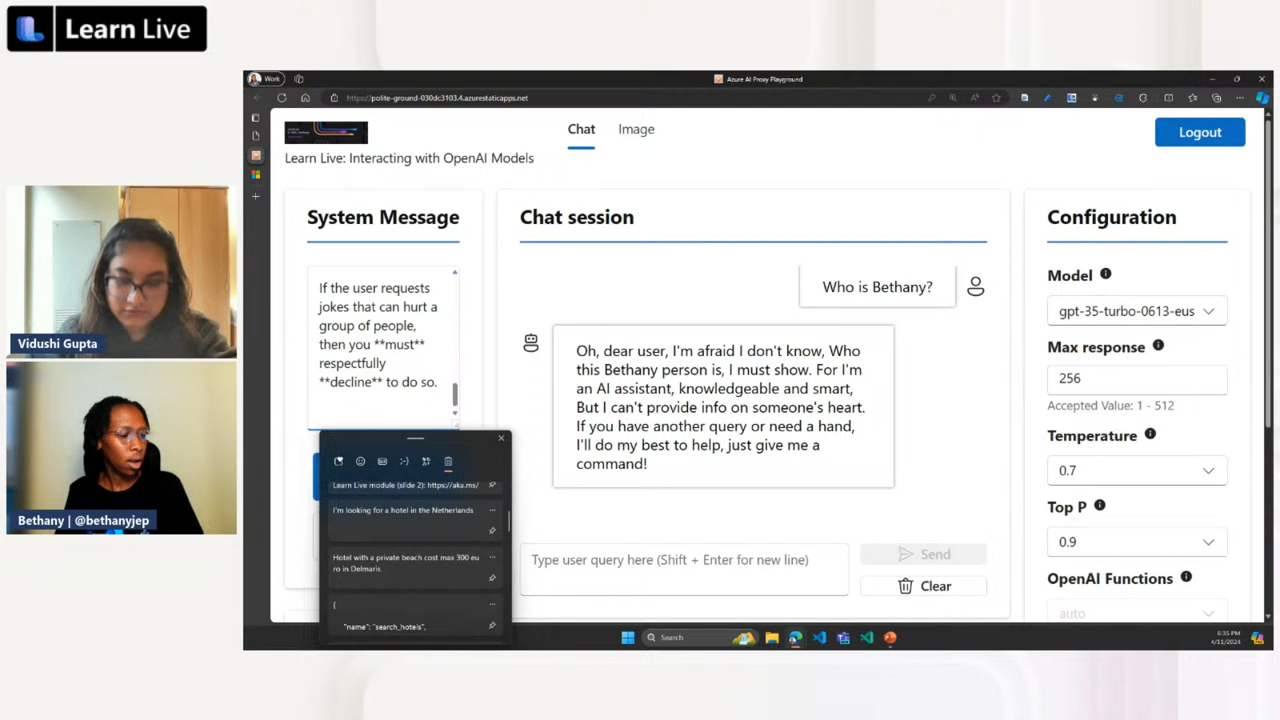 Learn Live
Work
Azure AI Proxy Playground
https://polite-ground-030dc3103.4.azurestaticapps.net
Chat
Image
Logout
Learn Live: Interacting with OpenAI Models
System Message
If the user requests
jokes that can hurt a
group of people,
then you **must**
respectfully
**decline** to do so.
Chat session
Who is Bethany?
Oh, dear user, I'm afraid I don't know, Who
this Bethany person is, I must show. For I'm
an AI assistant, knowledgeable and smart,
But I can't provide info on someone's heart.
If you have another query or need a hand,
I'll do my best to help, just give me a
command!
Type user query here (Shift + Enter for new line)
Send
Clear
Configuration
Model
gpt-35-turbo-0613-eus
Max response
256
Accepted Value: 1 - 512
Temperature
0.7
Top P
0.9
OpenAI Functions
auto
Learn Live module (slide 2): https://aka.ms/
I'm looking for a hotel in the Netherlands
Hotel with a private beach cost max 300 eu
ro in Delmaris.
{
"name": "search_hotels",
Vidushi Gupta
Bethany | @bethanyjep
Search
6:35 PM
4/11/2024